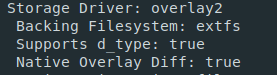 Storage Driver: overlay2
Backing Filesystem: extfs
Supports d_type: true
Native Overlay Diff: true